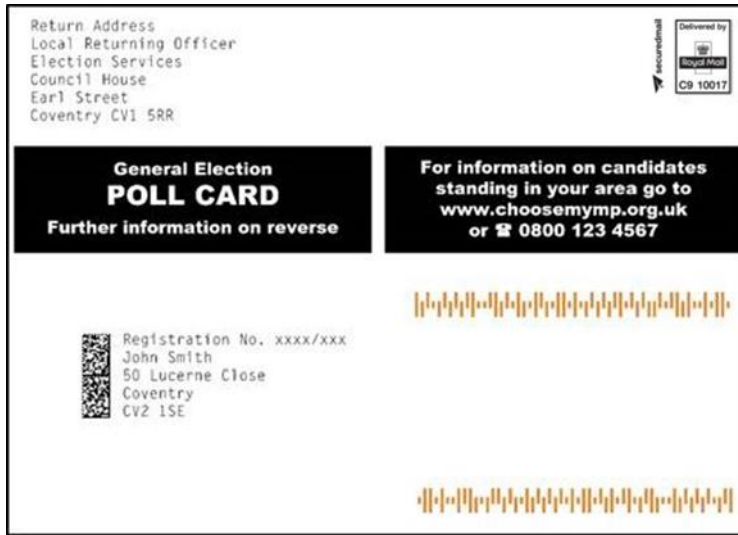 Return Address
Local Returning Officer
Election Services
Council House
Earl Street
Coventry CV1 5RR
securedmail
Delivered by
Royal Mail
C9 10017
General Election
POLL CARD
Further information on reverse
For information on candidates
standing in your area go to
www.choosemymp.org.uk
or ☎ 0800 123 4567
Registration No. xxxx/xxx
John Smith
50 Lucerne Close
Coventry
CV2 1SE